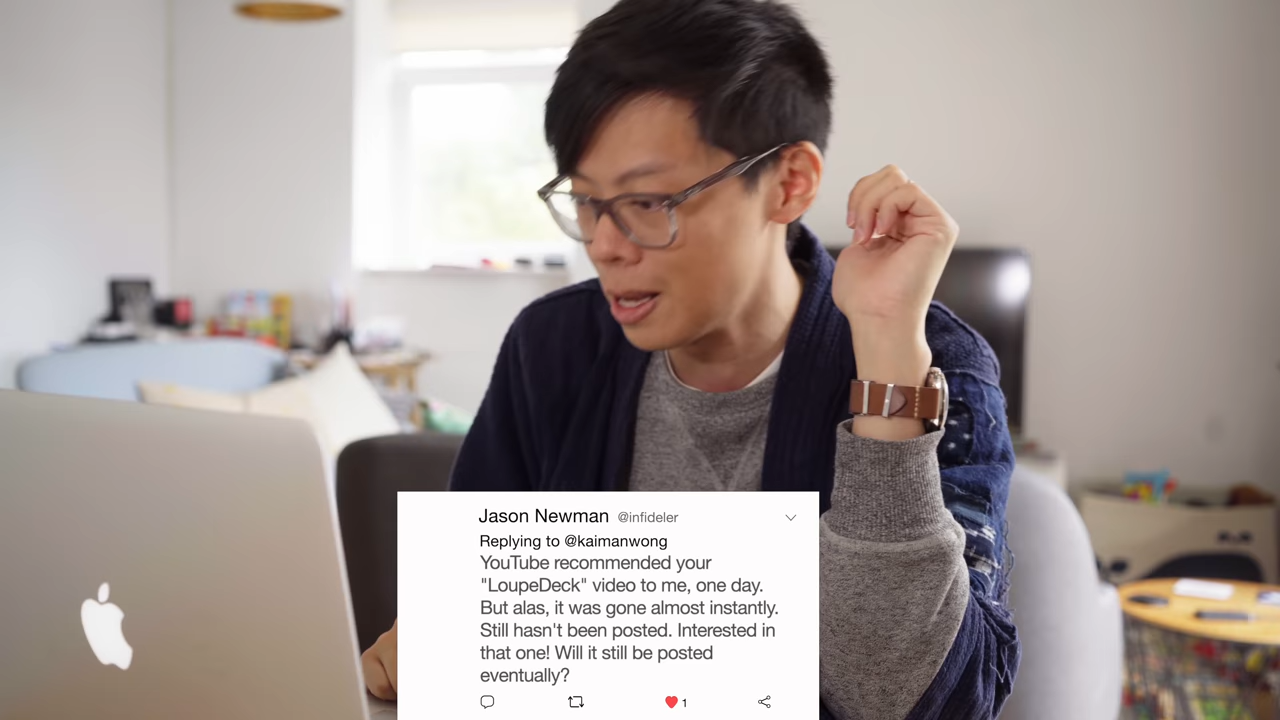 Jason Newman @infideler
Replying to @kaimanwong
YouTube recommended your
"LoupeDeck" video to me, one day.
But alas, it was gone almost instantly.
Still hasn't been posted. Interested in
that one! Will it still be posted
eventually?
1